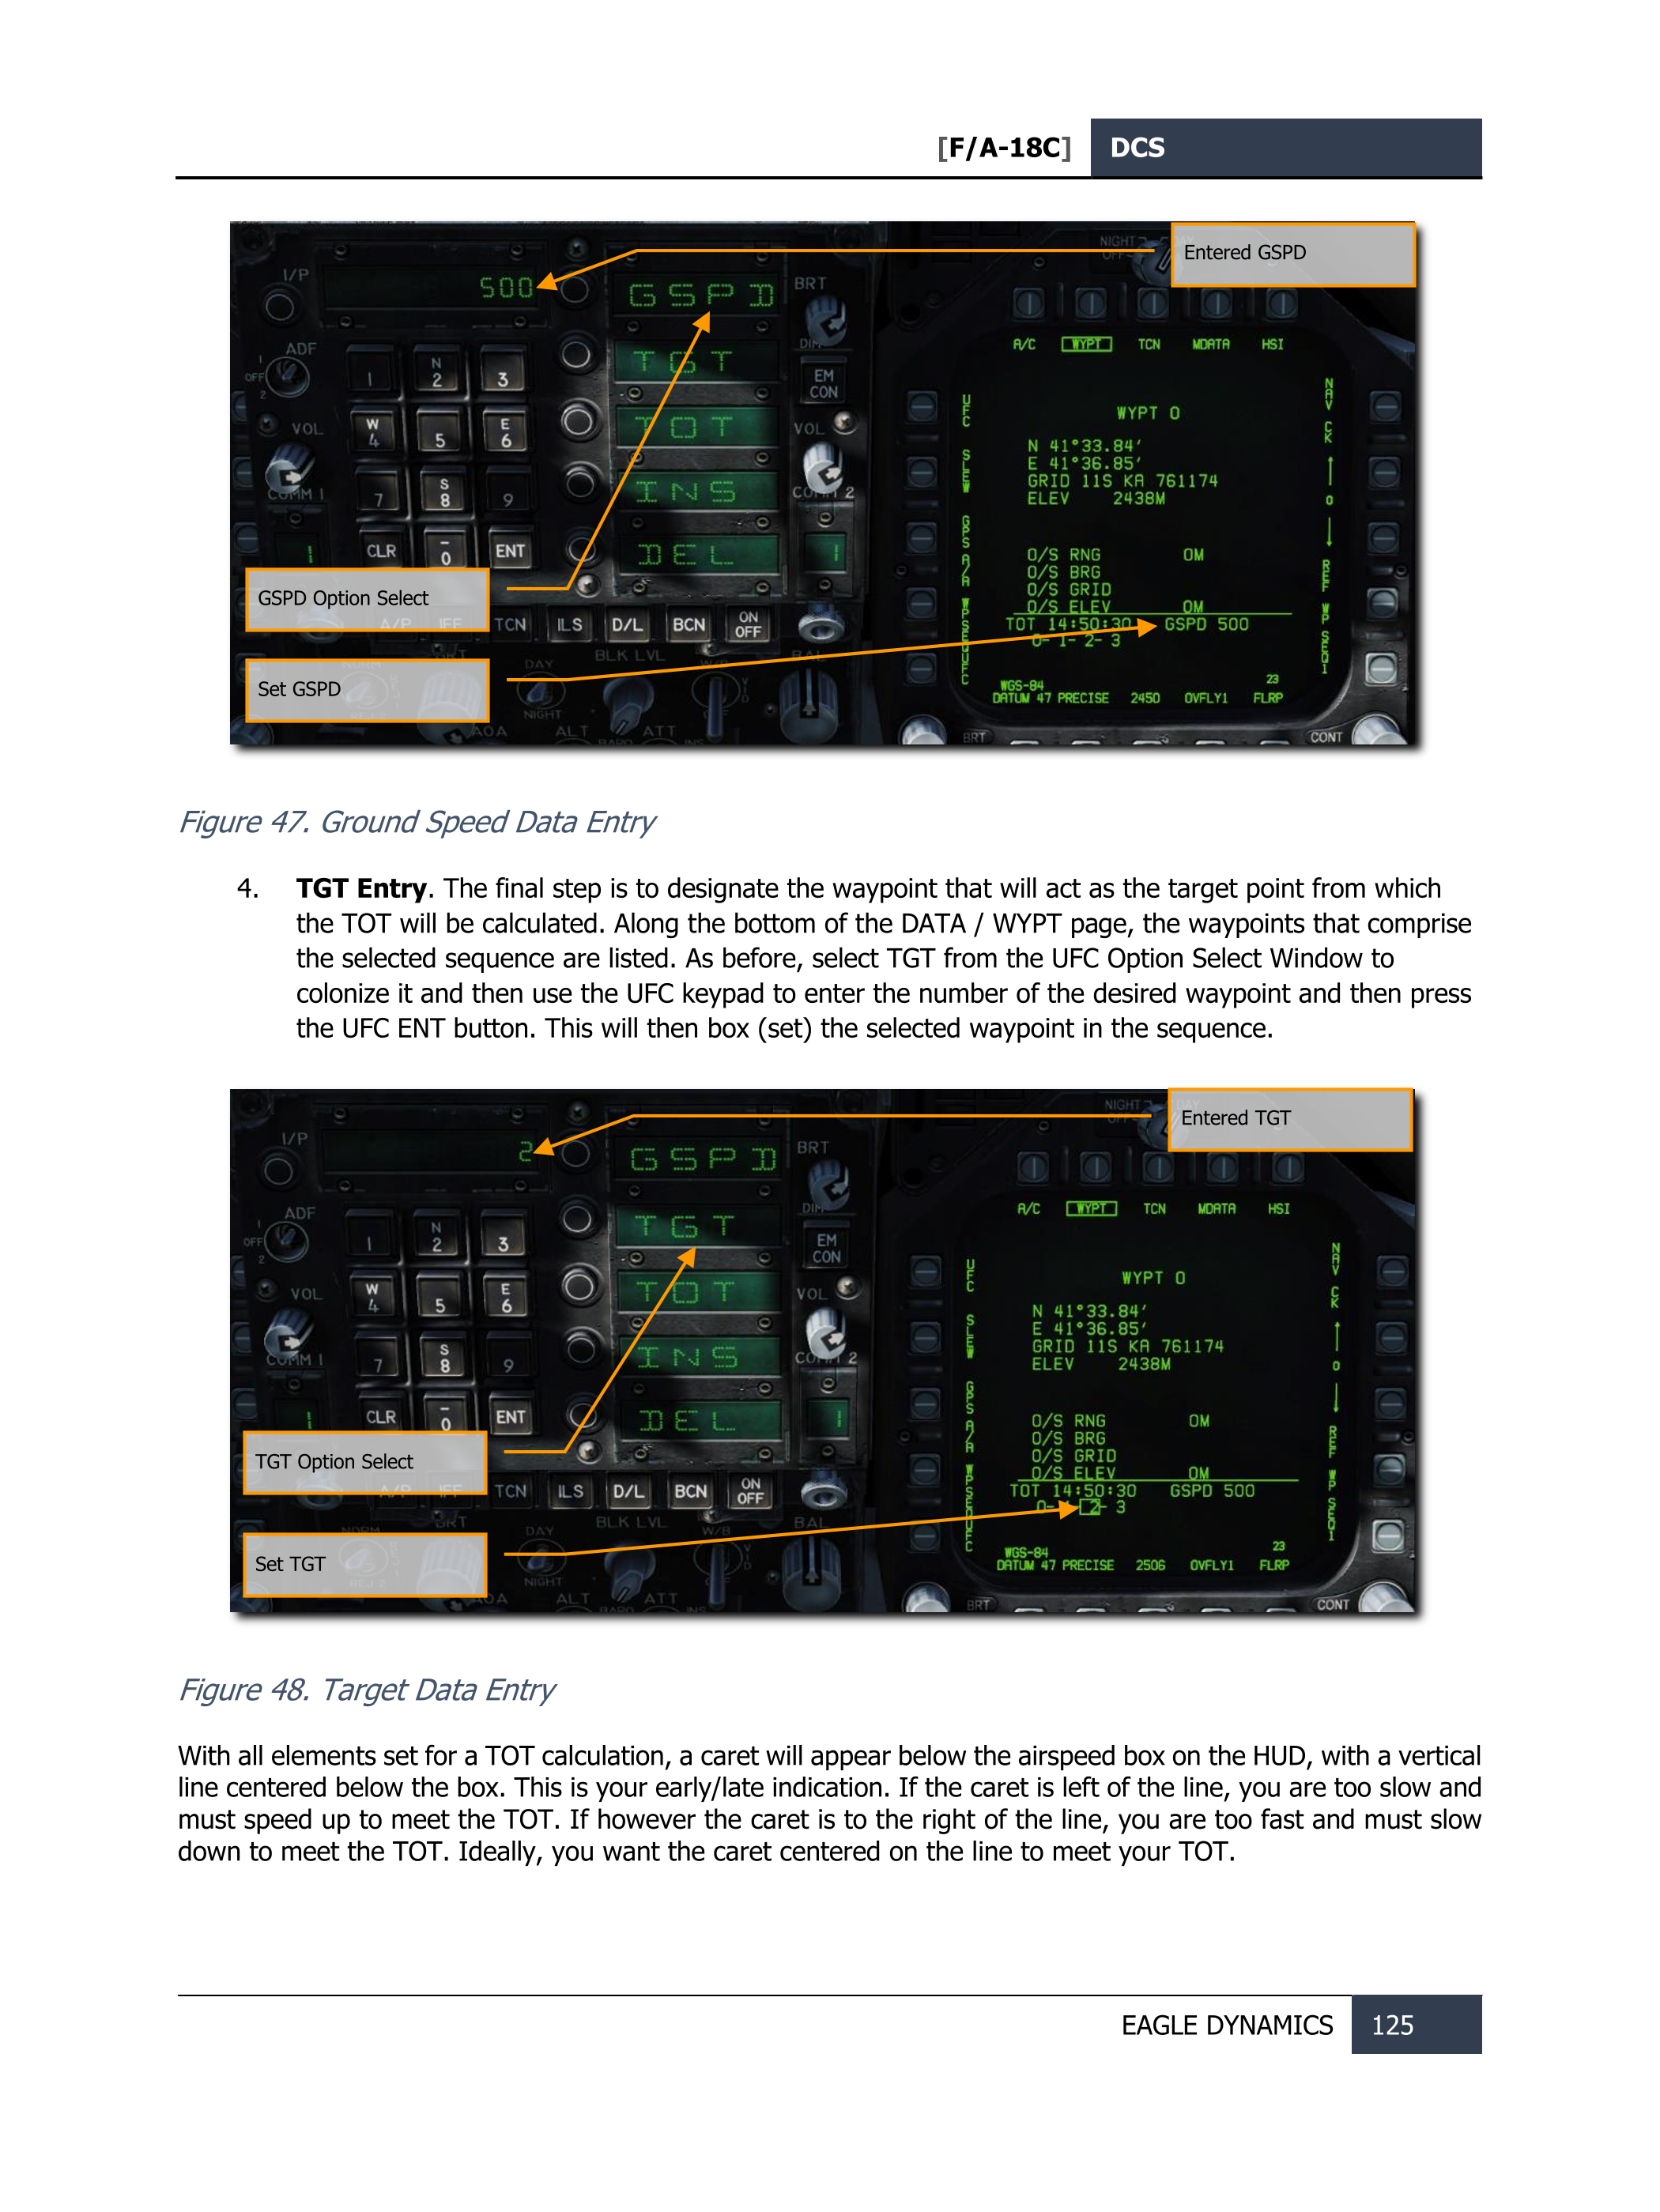 [F/A-18C] DCS
Entered GSPD
NIGHT
I/P
500
GSPD
BRT
ADF
OFF
1
2
TGT
EM
CON
1 N 2 3
TOT
VOL
VOL
W 4 5 E 6
INS
COMM 1
7 S 8 9
DEL
CLR - 0 ENT
GSPD Option Select
A/P IFF TCN ILS D/L BCN ON OFF
Set GSPD
BLK LVL
BAL
DAY
NIGHT
AOA ALT ATT
A/C WYPT TCN MDATA HSI
WYPT 0
N 41°33.84′
E 41°36.85′
GRID 11S KA 761174
ELEV 2438M
O/S RNG 0M
O/S BRG
O/S GRID
O/S ELEV 0M
TOT 14:50:30 GSPD 500
0- 1- 2- 3
UFC
SLEW
GPS
A/A
WPSEQUFC
NAV CK
0
REF WP
SEQ1
23
WGS-84
DATUM 47 PRECISE 2450 OVFLY1 FLRP
BRT
CONT
Figure 47. Ground Speed Data Entry
4. TGT Entry. The final step is to designate the waypoint that will act as the target point from which
the TOT will be calculated. Along the bottom of the DATA / WYPT page, the waypoints that comprise
the selected sequence are listed. As before, select TGT from the UFC Option Select Window to
colonize it and then use the UFC keypad to enter the number of the desired waypoint and then press
the UFC ENT button. This will then box (set) the selected waypoint in the sequence.
Entered TGT
NIGHT
I/P
2
GSPD
BRT
ADF
OFF
1
2
TGT
EM
CON
1 N 2 3
TOT
VOL
VOL
W 4 5 E 6
INS
COMM 1
7 S 8 9
DEL
CLR - 0 ENT
TGT Option Select
A/P IFF TCN ILS D/L BCN ON OFF
Set TGT
BLK LVL
BAL
DAY
NIGHT
AOA ALT ATT
A/C WYPT TCN MDATA HSI
WYPT 0
N 41°33.84′
E 41°36.85′
GRID 11S KA 761174
ELEV 2438M
O/S RNG 0M
O/S BRG
O/S GRID
O/S ELEV 0M
TOT 14:50:30 GSPD 500
2- 3
UFC
SLEW
GPS
A/A
WPSEQUFC
NAV CK
0
REF WP
SEQ1
23
WGS-84
DATUM 47 PRECISE 2506 OVFLY1 FLRP
BRT
CONT
Figure 48. Target Data Entry
With all elements set for a TOT calculation, a caret will appear below the airspeed box on the HUD, with a vertical
line centered below the box. This is your early/late indication. If the caret is left of the line, you are too slow and
must speed up to meet the TOT. If however the caret is to the right of the line, you are too fast and must slow
down to meet the TOT. Ideally, you want the caret centered on the line to meet your TOT.
EAGLE DYNAMICS 125